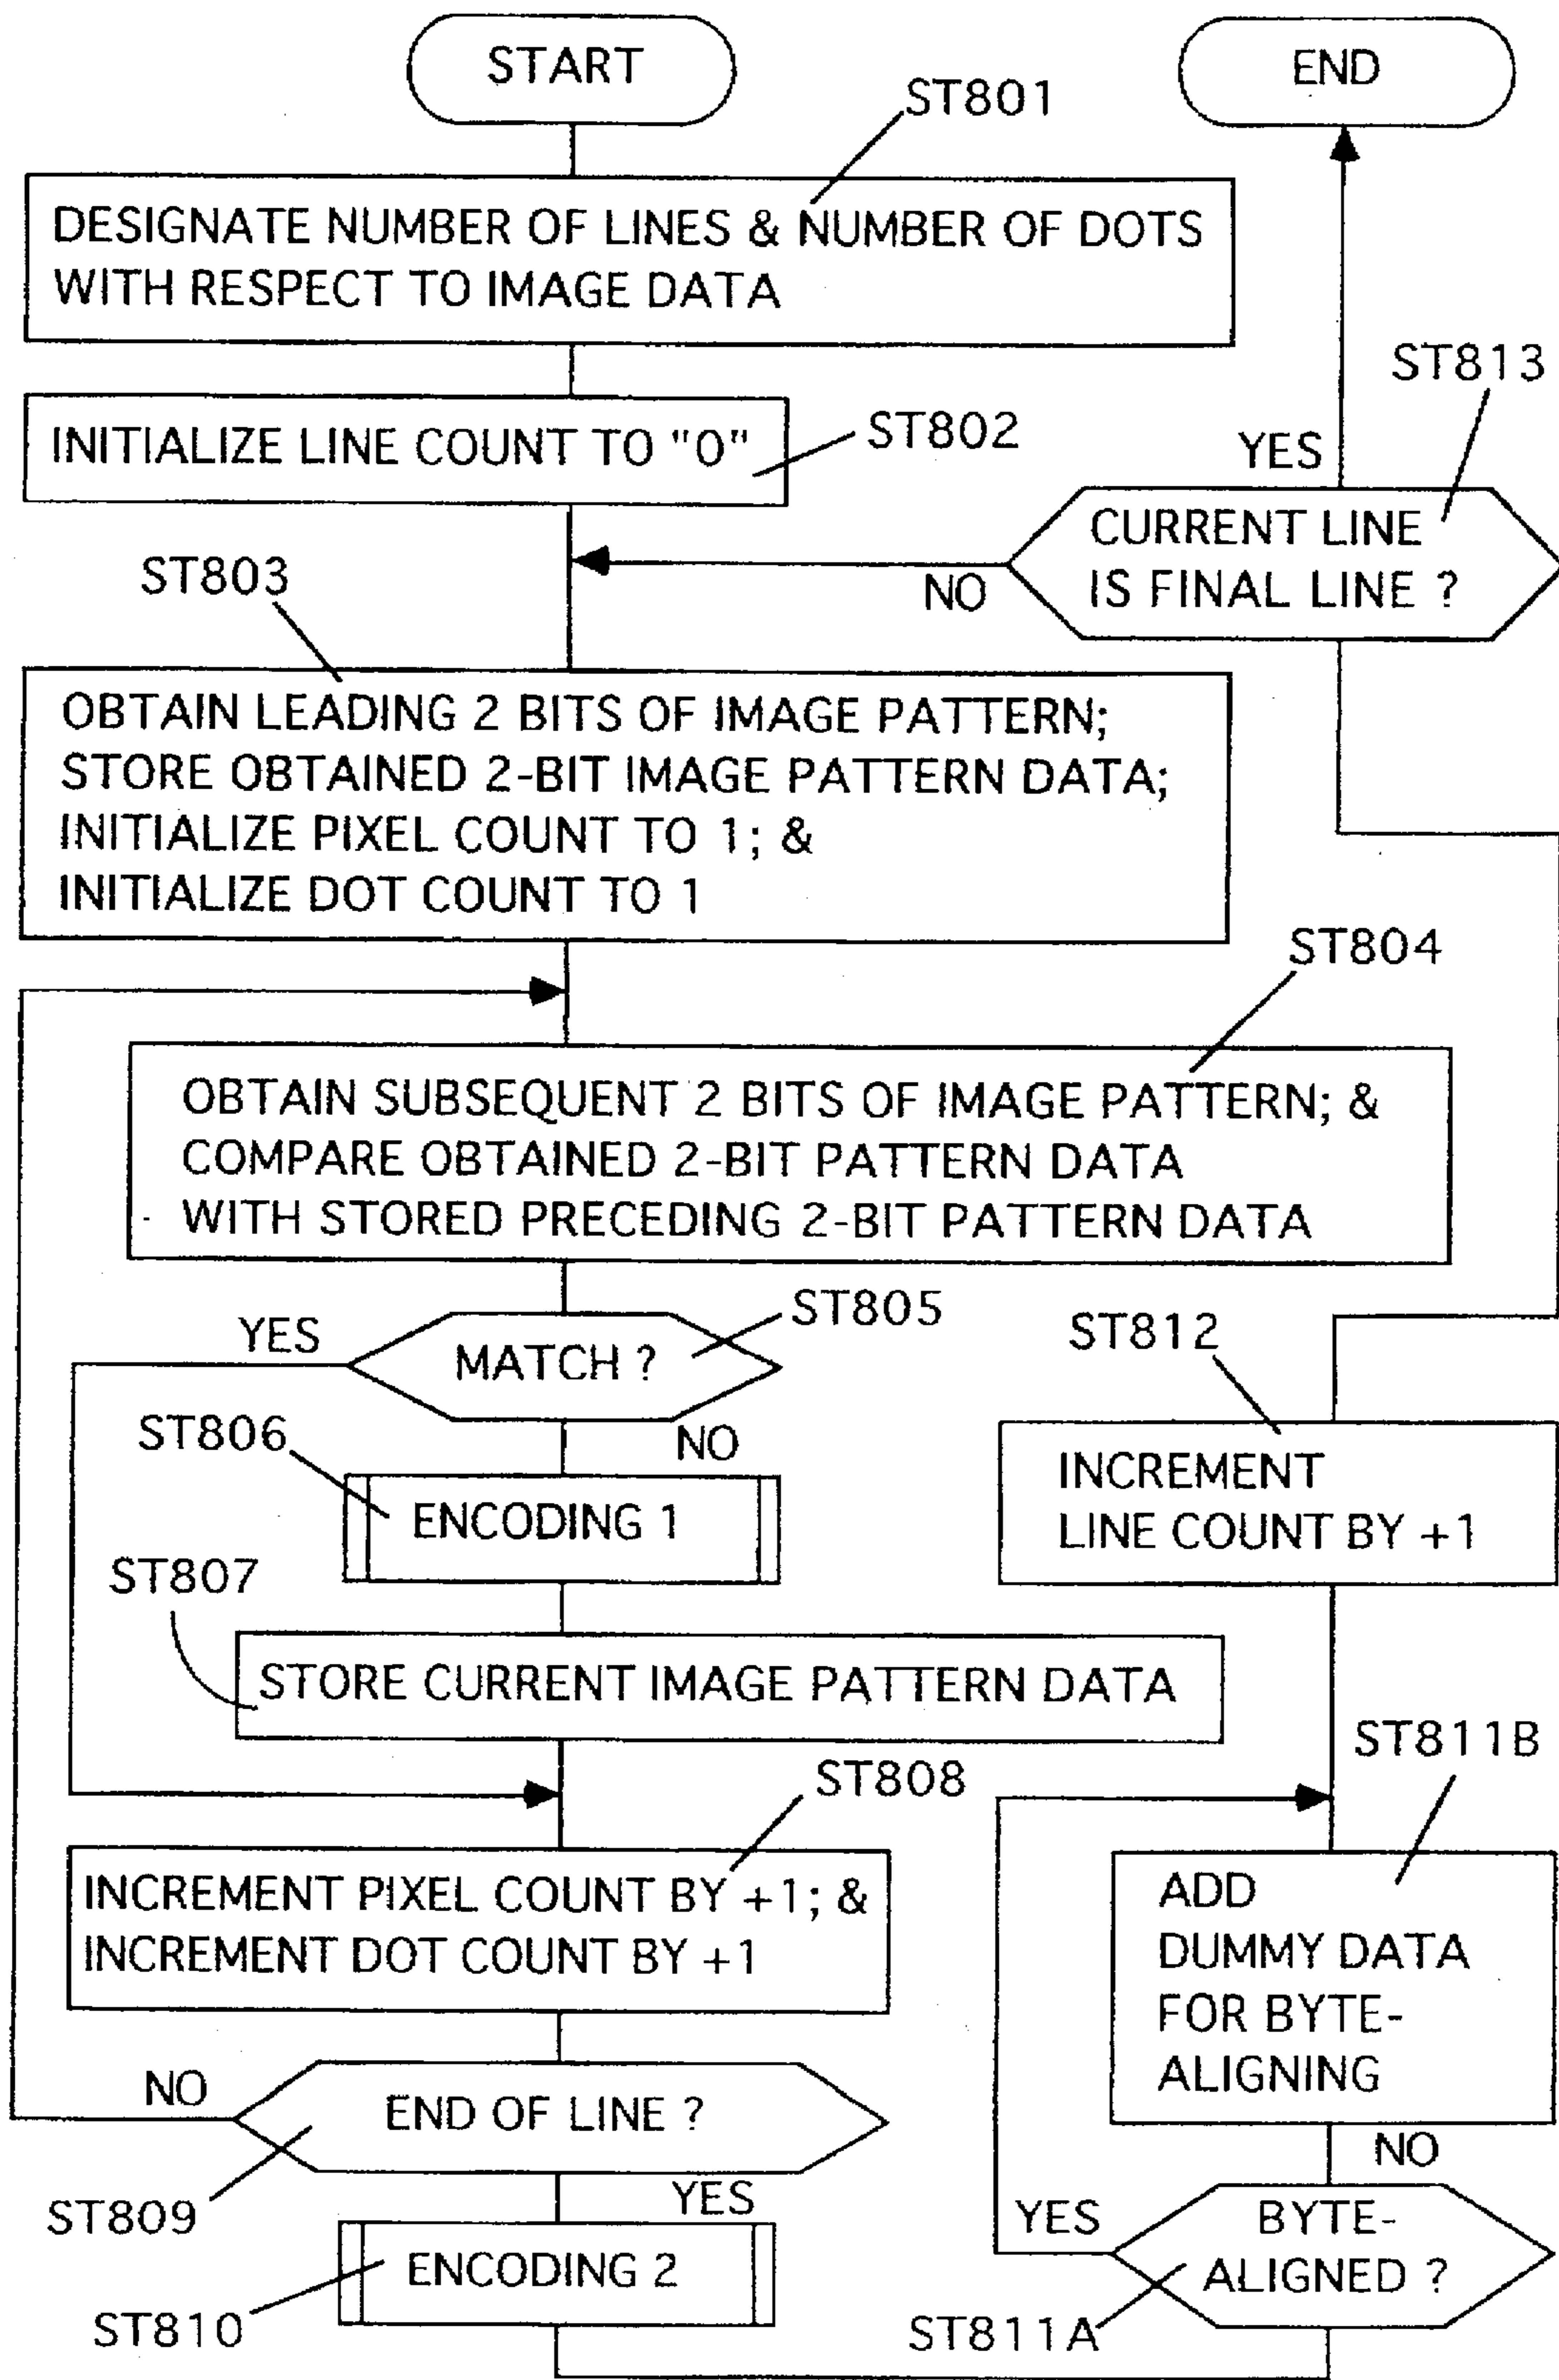 START
ST801
DESIGNATE NUMBER OF LINES & NUMBER OF DOTS
WITH RESPECT TO IMAGE DATA
INITIALIZE LINE COUNT TO "0"
ST802
ST803
OBTAIN LEADING 2 BITS OF IMAGE PATTERN;
STORE OBTAINED 2-BIT IMAGE PATTERN DATA;
INITIALIZE PIXEL COUNT TO 1; &
INITIALIZE DOT COUNT TO 1
ST804
OBTAIN SUBSEQUENT 2 BITS OF IMAGE PATTERN; &
COMPARE OBTAINED 2-BIT PATTERN DATA
WITH STORED PRECEDING 2-BIT PATTERN DATA
ST805
YES
MATCH ?
NO
ST806
ENCODING 1
ST807
STORE CURRENT IMAGE PATTERN DATA
ST808
INCREMENT PIXEL COUNT BY +1; &
INCREMENT DOT COUNT BY +1
NO
END OF LINE ?
ST809
YES
ENCODING 2
ST810
BYTE-
ALIGNED ?
YES
NO
ST811A
ST811B
ADD
DUMMY DATA
FOR BYTE-
ALIGNING
ST812
INCREMENT
LINE COUNT BY +1
ST813
CURRENT LINE
IS FINAL LINE ?
NO
YES
END